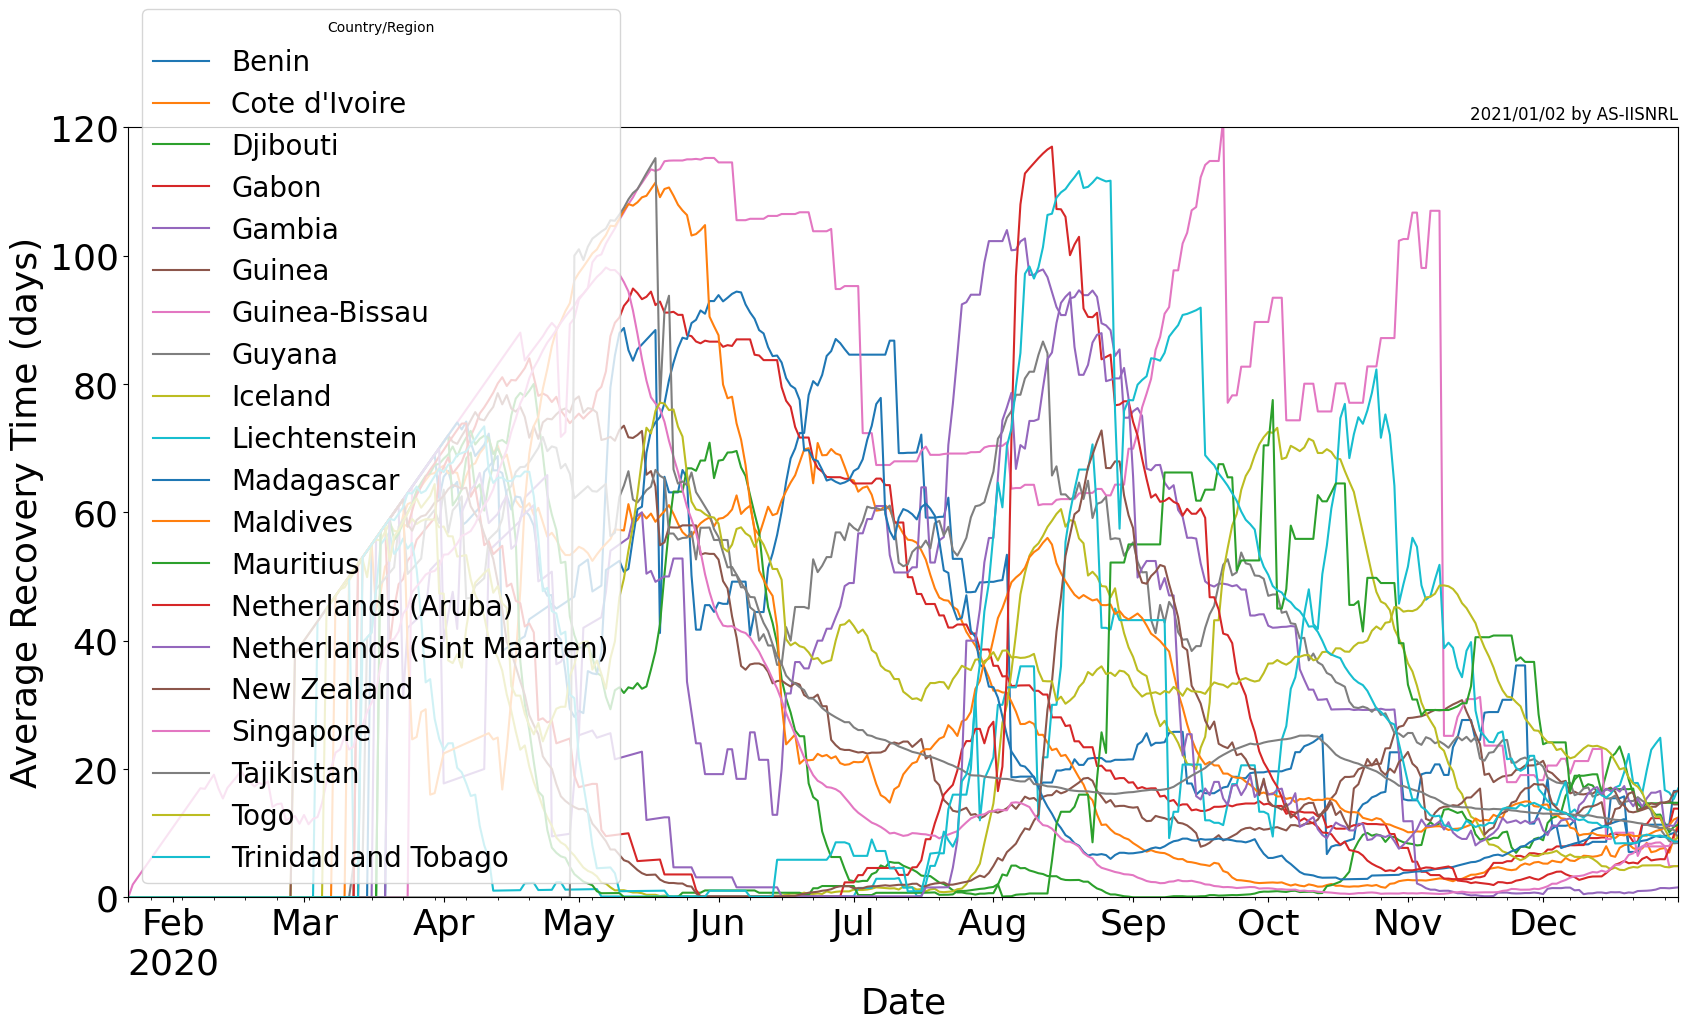 Country/Region
Benin
Cote d'Ivoire
Djibouti
Gabon
Gambia
Guinea
Guinea-Bissau
Guyana
Iceland
Liechtenstein
Madagascar
Maldives
Mauritius
Netherlands (Aruba)
Netherlands (Sint Maarten)
New Zealand
Singapore
Tajikistan
Togo
Trinidad and Tobago
2021/01/02 by AS-IISNRL
Average Recovery Time (days)
120
100
80
60
40
20
0
Feb Mar Apr May Jun Jul Aug Sep Oct Nov Dec
2020
Date